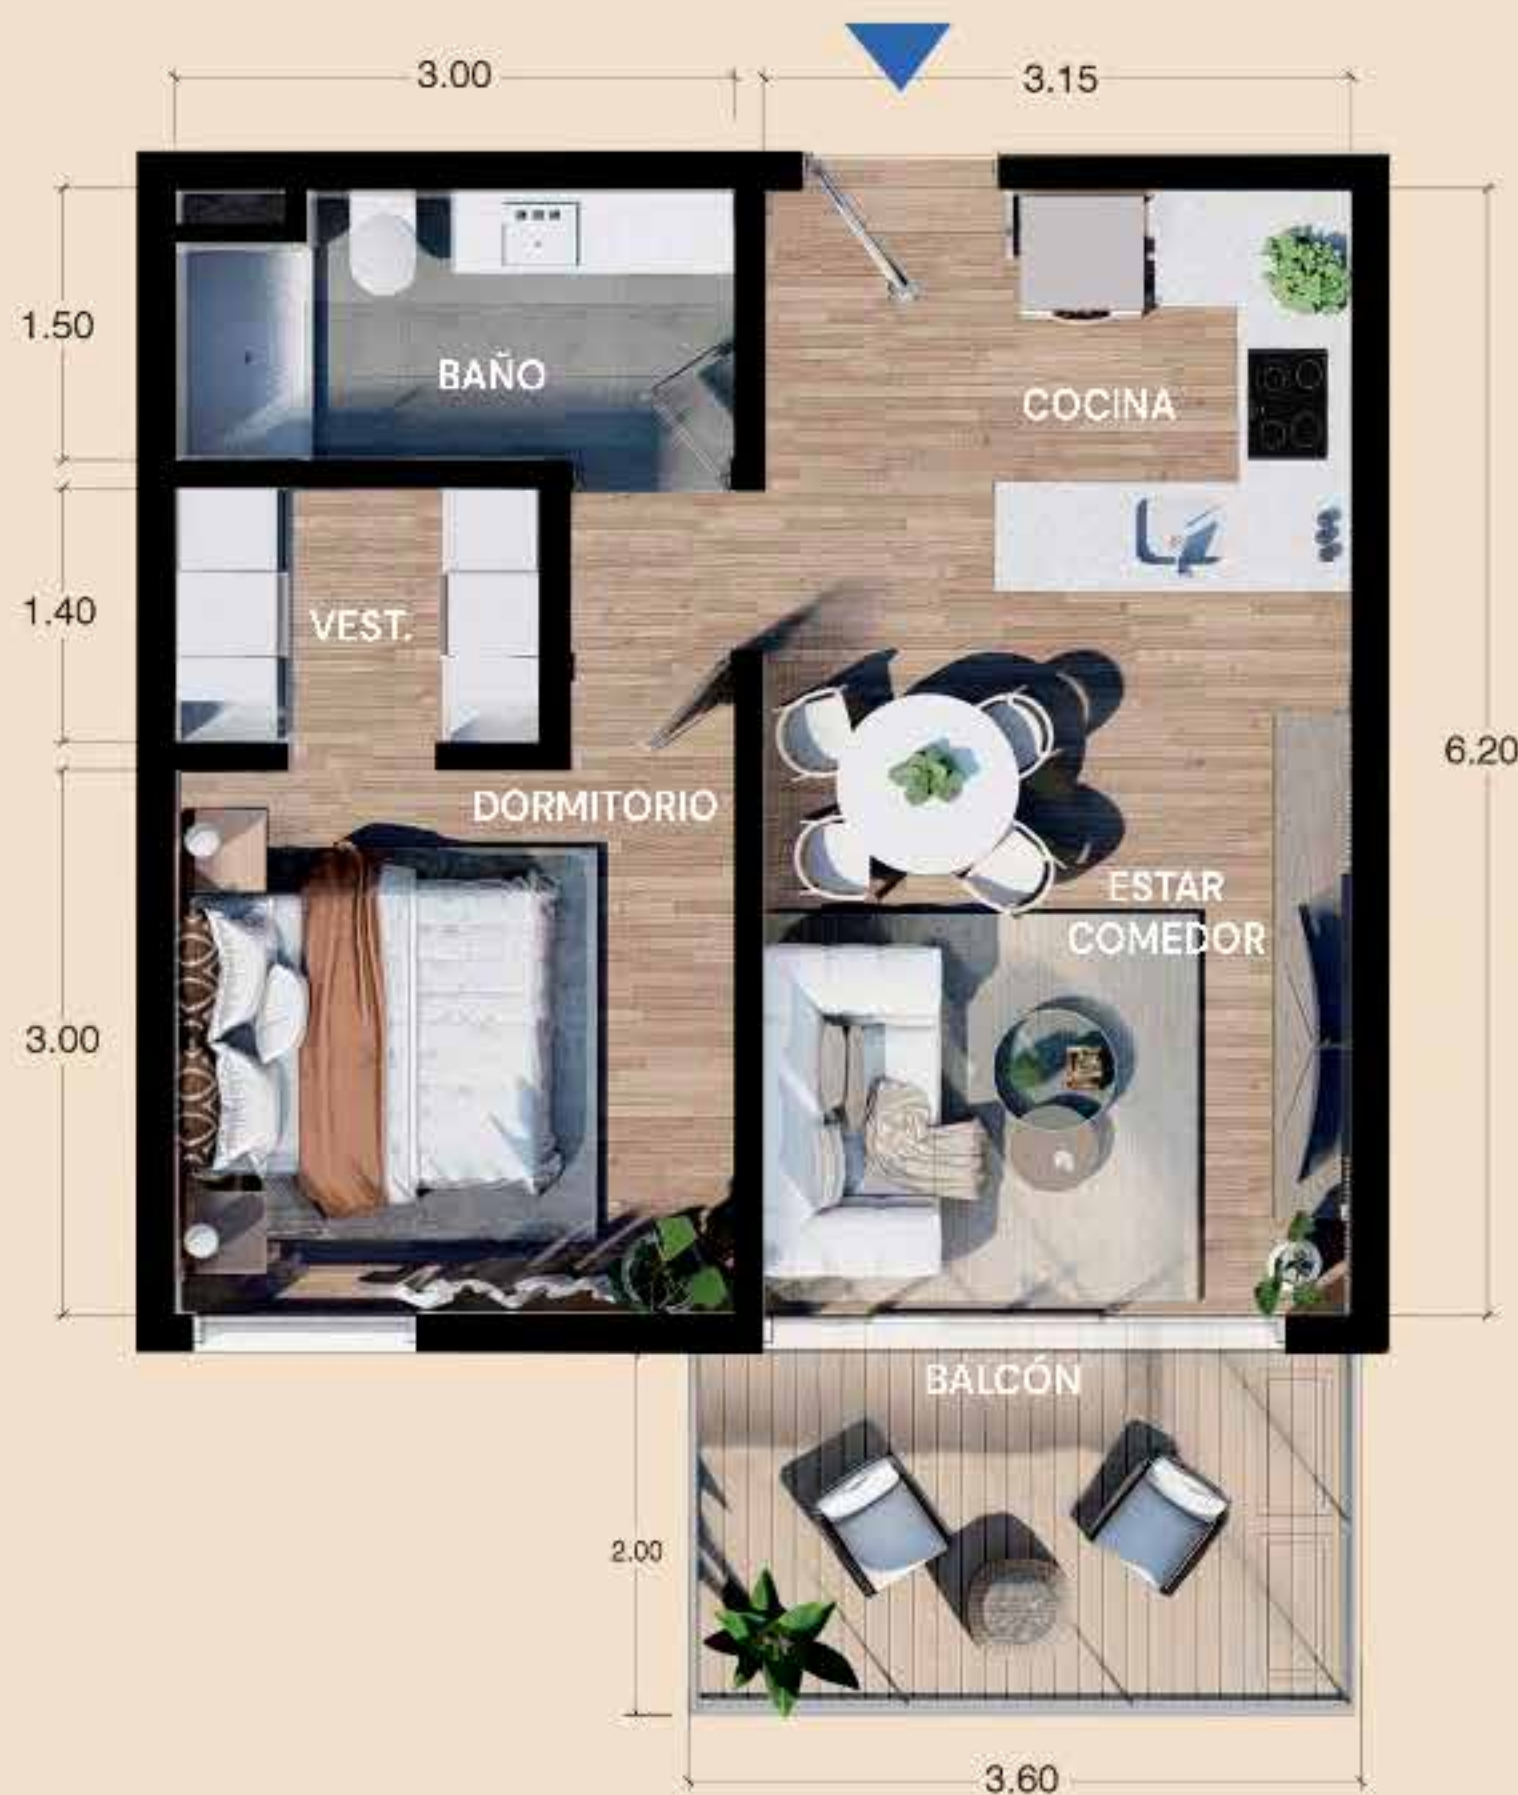 3.00
3.15
1.50
BAÑO
COCINA
1.40
VEST.
6.20
DORMITORIO
ESTAR
COMEDOR
3.00
BALCÓN
2.00
3.60